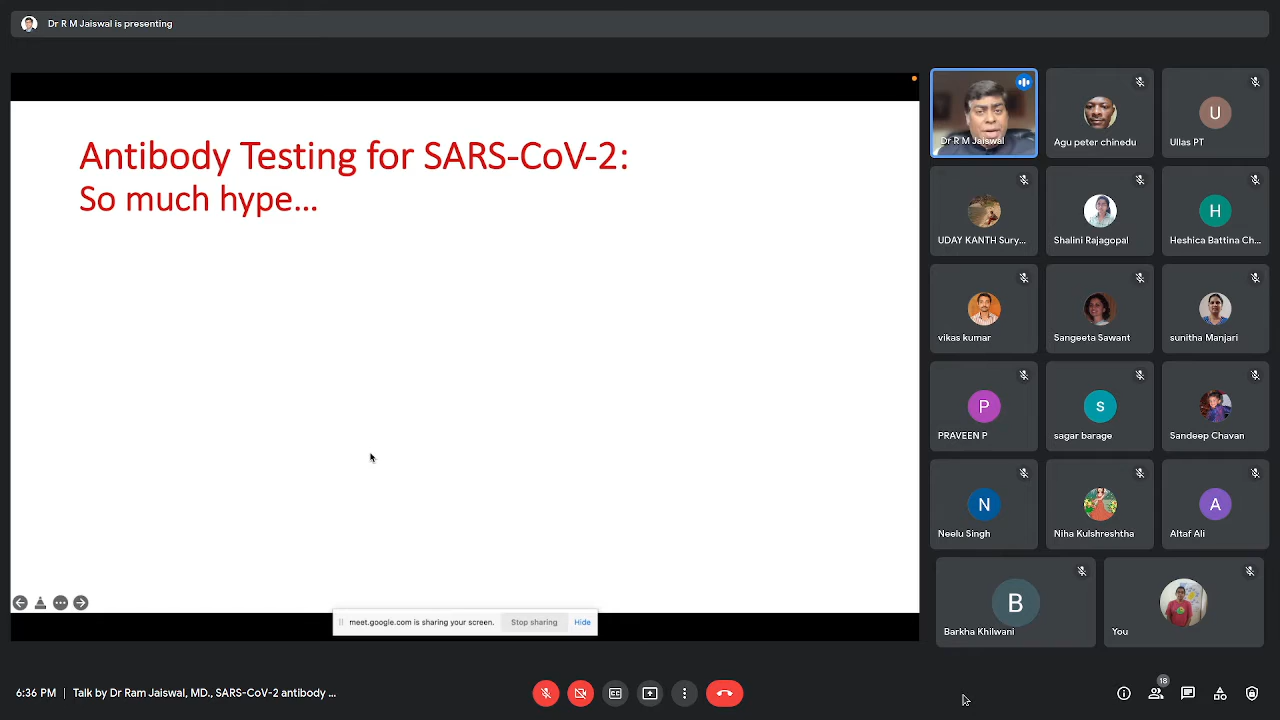 Dr R M Jaiswal is presenting
Antibody Testing for SARS-CoV-2:
So much hype...
meet.google.com is sharing your screen. Stop sharing Hide
Dr R M Jaiswal
Agu peter chinedu
Ullas PT
U
UDAY KANTH Sury...
Shalini Rajagopal
Heshica Battina Ch...
H
vikas kumar
Sangeeta Sawant
sunitha Manjari
PRAVEEN P
P
sagar barage
s
Sandeep Chavan
Neelu Singh
N
Niha Kulshreshtha
Altaf Ali
A
Barkha Khilwani
B
You
6:36 PM | Talk by Dr Ram Jaiswal, MD., SARS-CoV-2 antibody ...
18